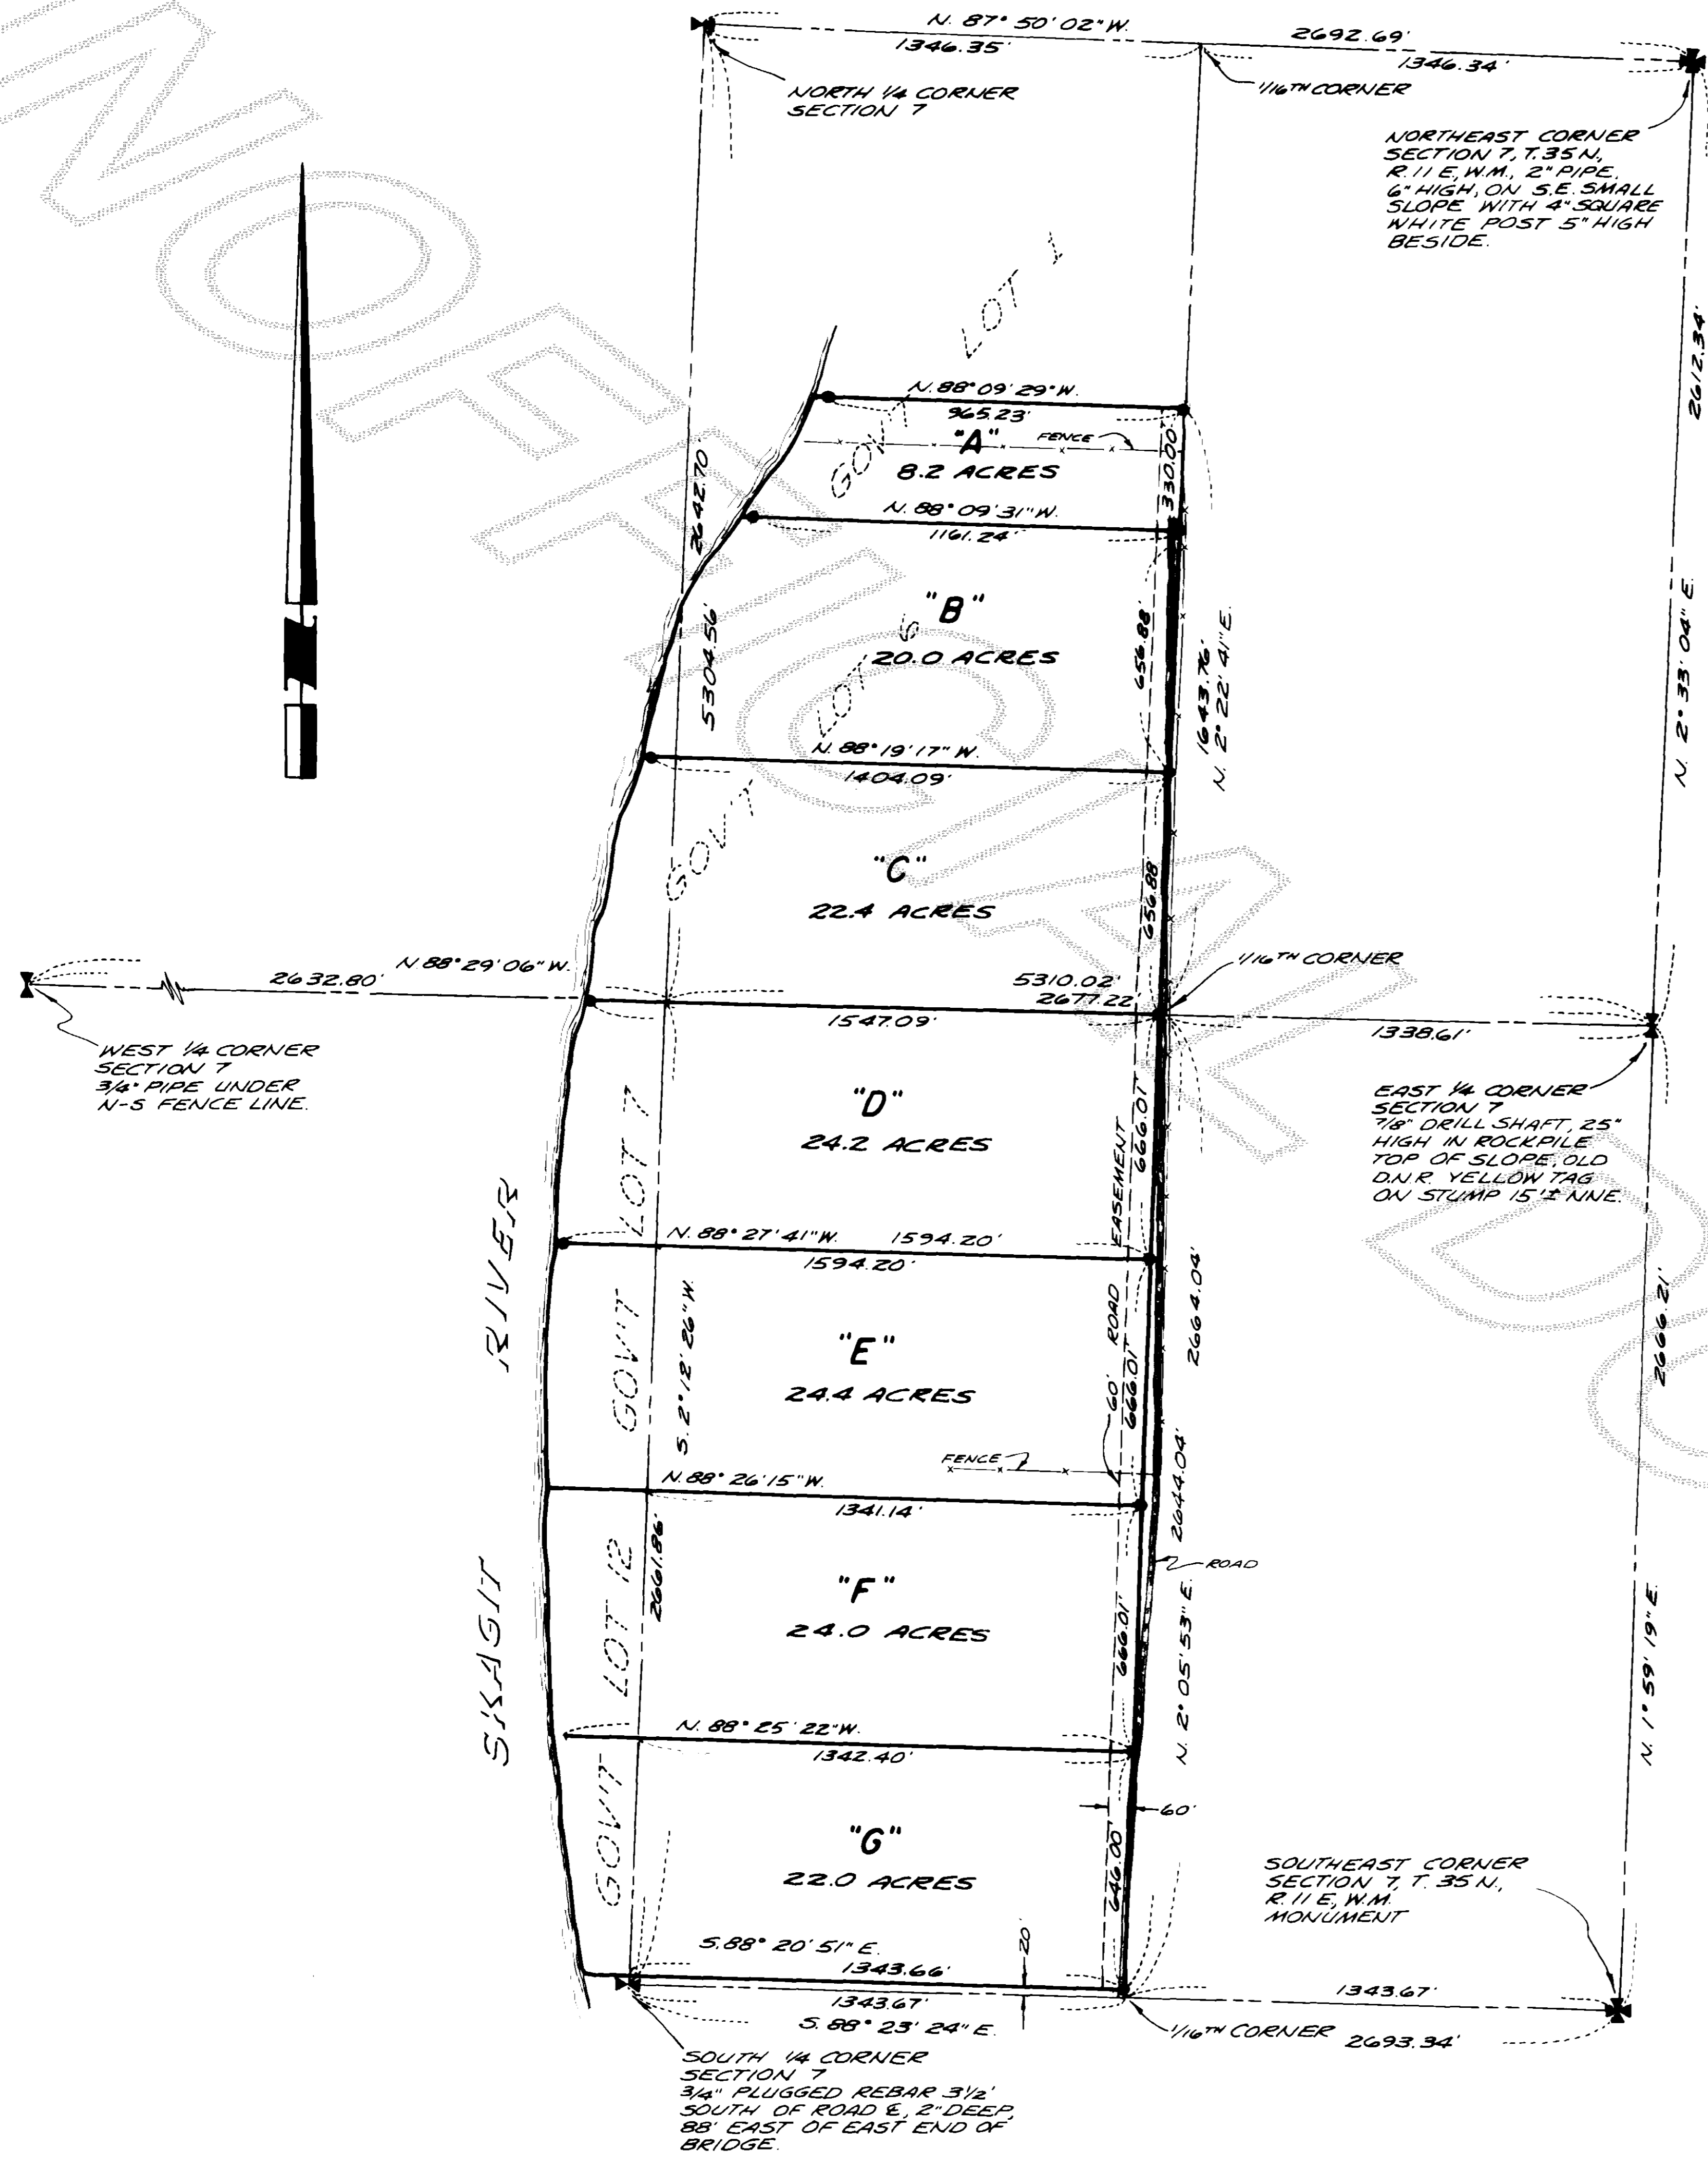 N. 87° 50' 02" W.
1346.35'
2692.69'
1346.34'
NORTH 1/4 CORNER
SECTION 7
1/16TH CORNER
NORTHEAST CORNER
SECTION 7, T. 35 N.,
R. 11 E., W.M., 2" PIPE,
6" HIGH, ON S.E. SMALL
SLOPE WITH 4" SQUARE
WHITE POST 5" HIGH
BESIDE.
2612.34'
N. 2° 33' 04" E.
GOV'T LOT 1
N. 88° 09' 29" W.
965.23'
"A"
FENCE
8.2 ACRES
330.00'
2642.70'
N. 88° 09' 31" W.
1161.24'
"B"
20.0 ACRES
5304.56'
656.88'
1643.76'
N. 2° 22' 41" E.
GOV'T LOT 5
N. 88° 19' 17" W.
1404.09'
"C"
22.4 ACRES
656.88'
2632.80'
N. 88° 29' 06" W.
5310.02'
2677.22'
1547.09'
1/16TH CORNER
1338.61'
WEST 1/4 CORNER
SECTION 7
3/4" PIPE UNDER
N-S FENCE LINE.
EAST 1/4 CORNER
SECTION 7
7/8" DRILL SHAFT, 25"
HIGH IN ROCKPILE
TOP OF SLOPE, OLD
D.N.R. YELLOW TAG
ON STUMP 15'± NNE.
"D"
24.2 ACRES
666.01'
GOV'T LOT 7
N. 88° 27' 41" W.
1594.20'
1594.20'
60' ROAD EASEMENT
2664.04'
2666.21'
S. 2° 12' 26" W.
"E"
24.4 ACRES
666.01'
FENCE
N. 88° 26' 15" W.
1341.14'
2644.04'
ROAD
SKAGIT RIVER
GOV'T LOT 12
2661.86'
"F"
24.0 ACRES
666.01'
N. 2° 05' 53" E.
N. 1° 59' 19" E.
N. 88° 25' 22" W.
1342.40'
60'
"G"
22.0 ACRES
646.00'
SOUTHEAST CORNER
SECTION 7, T. 35 N.,
R. 11 E., W.M.
MONUMENT
S. 88° 20' 51" E.
1343.66'
20'
1343.67'
S. 88° 23' 24" E.
1343.67'
1/16TH CORNER
2693.34'
SOUTH 1/4 CORNER
SECTION 7
3/4" PLUGGED REBAR 3 1/2'
SOUTH OF ROAD ℄, 2" DEEP,
88' EAST OF EAST END OF
BRIDGE.